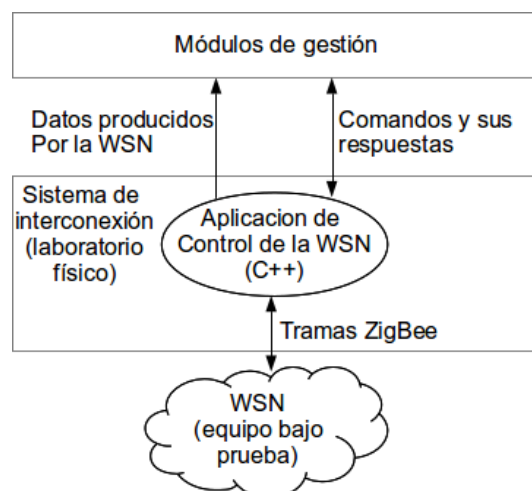 Módulos de gestión
Datos producidos
Por la WSN
Comandos y sus
respuestas
Sistema de
interconexión
(laboratorio
físico)
Aplicacion de
Control de la WSN
(C++)
Tramas ZigBee
WSN
(equipo bajo
prueba)